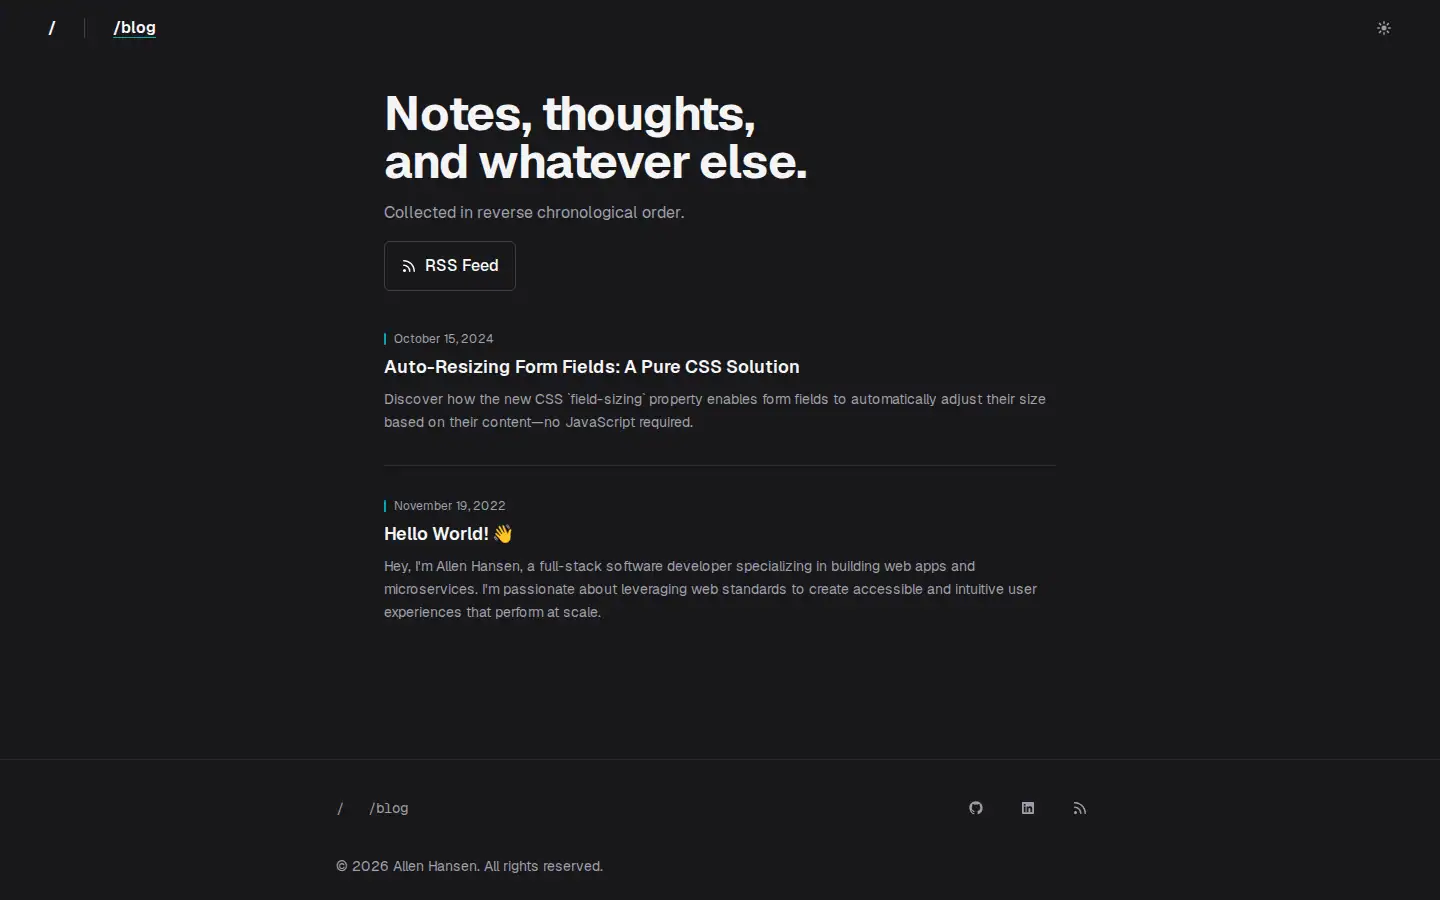 / /blog
Notes, thoughts,
and whatever else.
Collected in reverse chronological order.
RSS Feed
October 15, 2024
Auto-Resizing Form Fields: A Pure CSS Solution
Discover how the new CSS `field-sizing` property enables form fields to automatically adjust their size
based on their content—no JavaScript required.
November 19, 2022
Hello World! 👋
Hey, I'm Allen Hansen, a full-stack software developer specializing in building web apps and
microservices. I'm passionate about leveraging web standards to create accessible and intuitive user
experiences that perform at scale.
/ /blog
© 2026 Allen Hansen. All rights reserved.